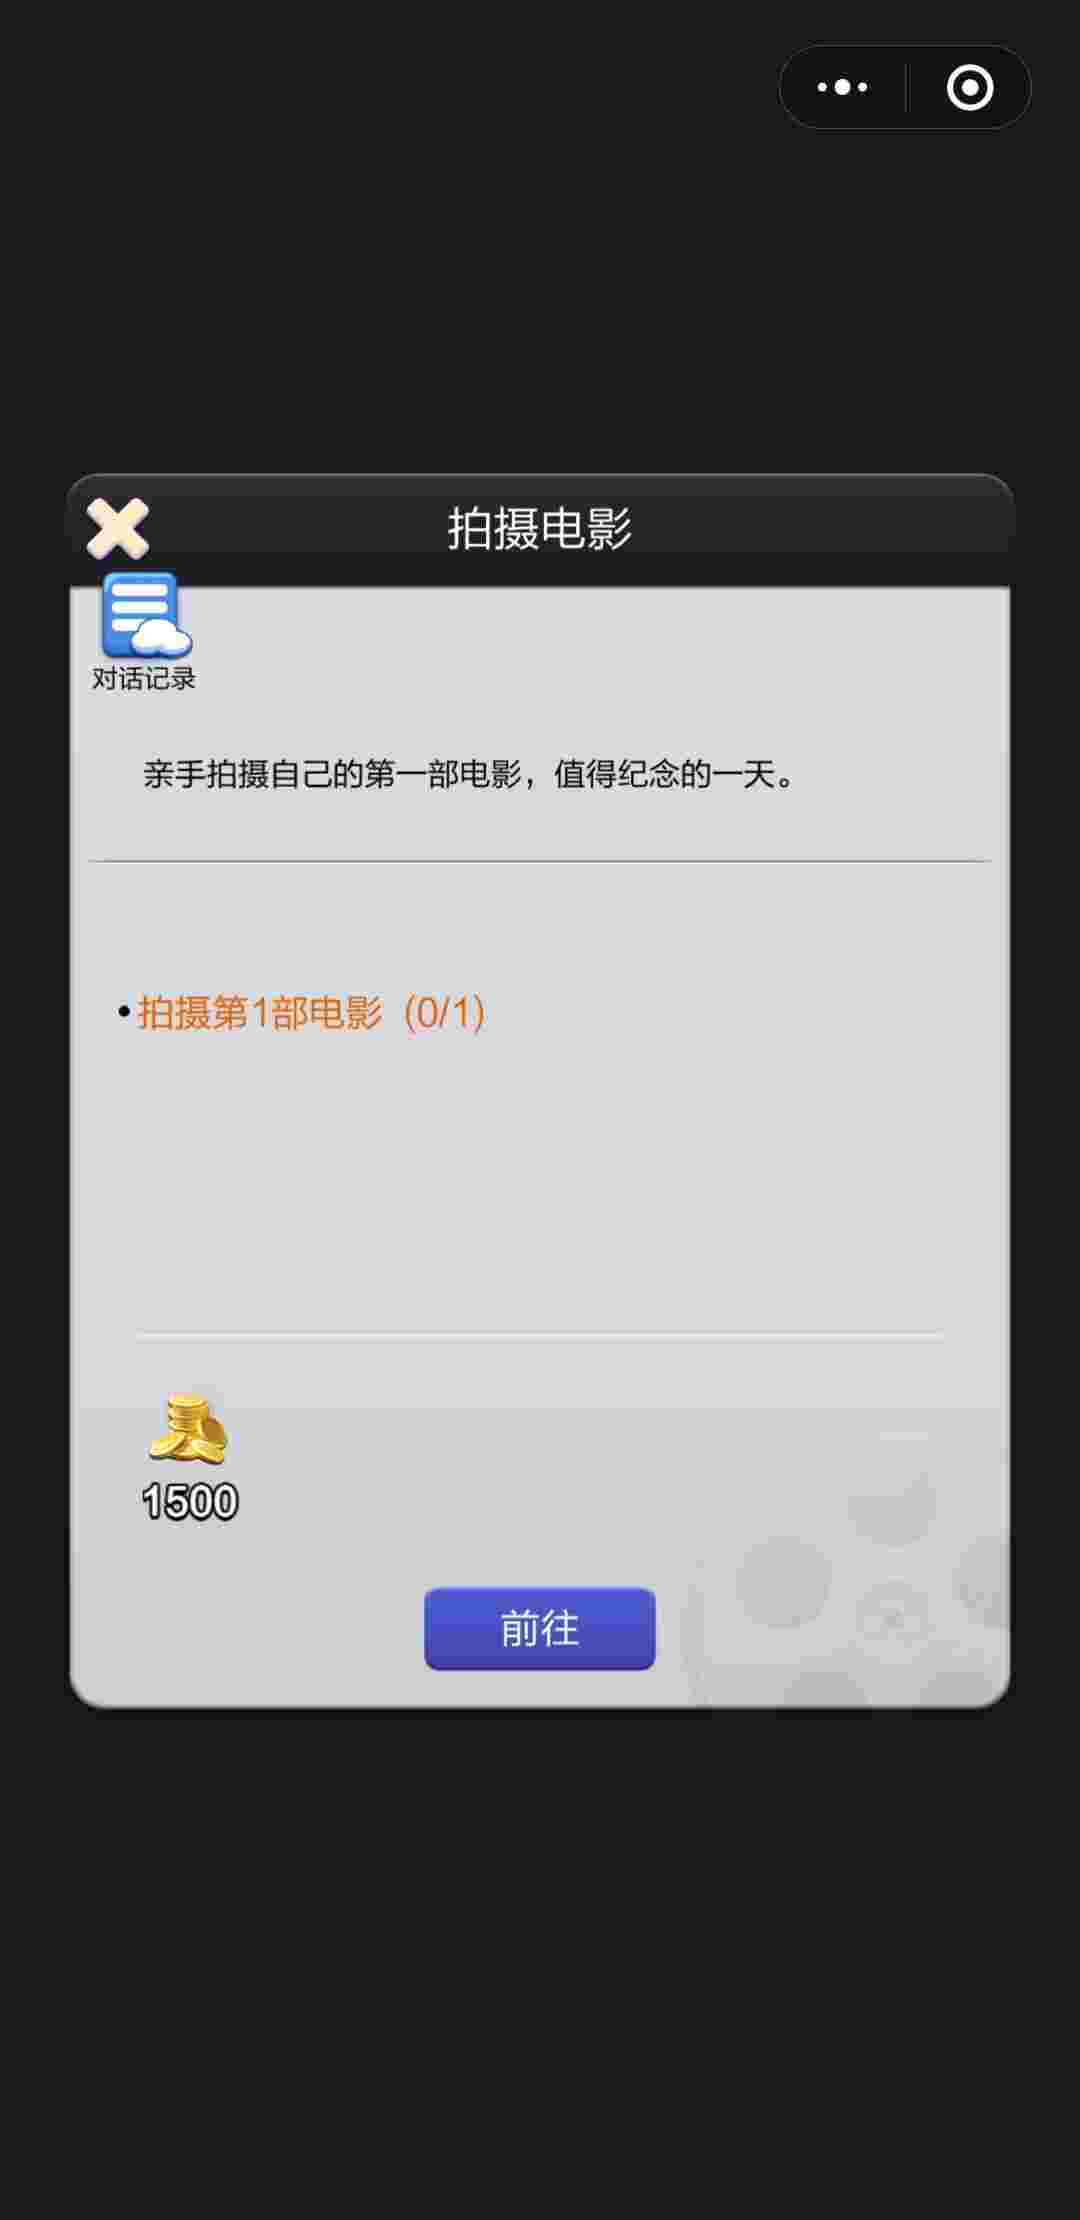 拍摄电影
对话记录
亲手拍摄自己的第一部电影，值得纪念的一天。
•拍摄第1部电影 (0/1)
1500
前往